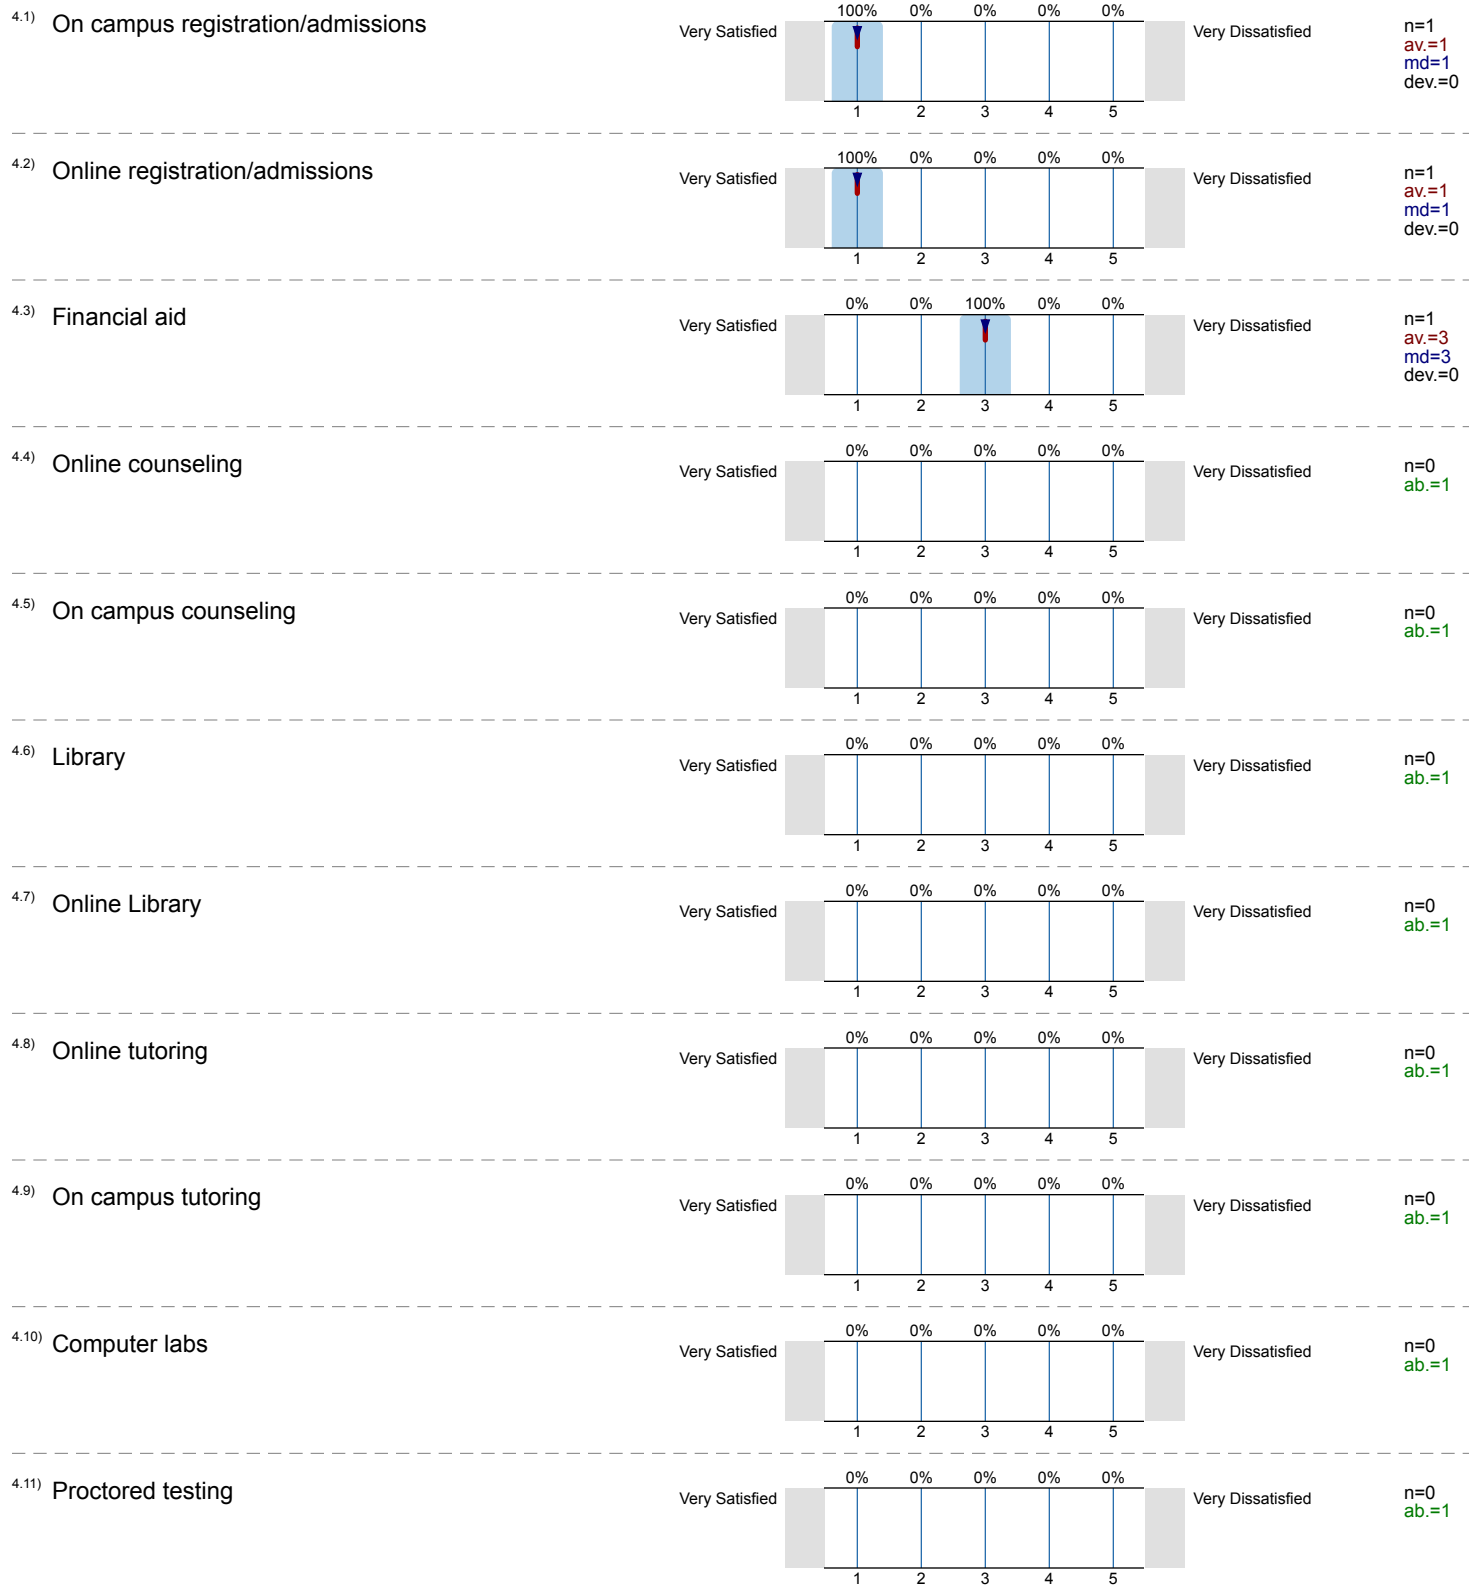 4.1) On campus registration/admissions
Very Satisfied
100% 0% 0% 0% 0%
1 2 3 4 5
Very Dissatisfied
n=1
av.=1
md=1
dev.=0
4.2) Online registration/admissions
Very Satisfied
100% 0% 0% 0% 0%
1 2 3 4 5
Very Dissatisfied
n=1
av.=1
md=1
dev.=0
4.3) Financial aid
Very Satisfied
0% 0% 100% 0% 0%
1 2 3 4 5
Very Dissatisfied
n=1
av.=3
md=3
dev.=0
4.4) Online counseling
Very Satisfied
0% 0% 0% 0% 0%
1 2 3 4 5
Very Dissatisfied
n=0
ab.=1
4.5) On campus counseling
Very Satisfied
0% 0% 0% 0% 0%
1 2 3 4 5
Very Dissatisfied
n=0
ab.=1
4.6) Library
Very Satisfied
0% 0% 0% 0% 0%
1 2 3 4 5
Very Dissatisfied
n=0
ab.=1
4.7) Online Library
Very Satisfied
0% 0% 0% 0% 0%
1 2 3 4 5
Very Dissatisfied
n=0
ab.=1
4.8) Online tutoring
Very Satisfied
0% 0% 0% 0% 0%
1 2 3 4 5
Very Dissatisfied
n=0
ab.=1
4.9) On campus tutoring
Very Satisfied
0% 0% 0% 0% 0%
1 2 3 4 5
Very Dissatisfied
n=0
ab.=1
4.10) Computer labs
Very Satisfied
0% 0% 0% 0% 0%
1 2 3 4 5
Very Dissatisfied
n=0
ab.=1
4.11) Proctored testing
Very Satisfied
0% 0% 0% 0% 0%
1 2 3 4 5
Very Dissatisfied
n=0
ab.=1